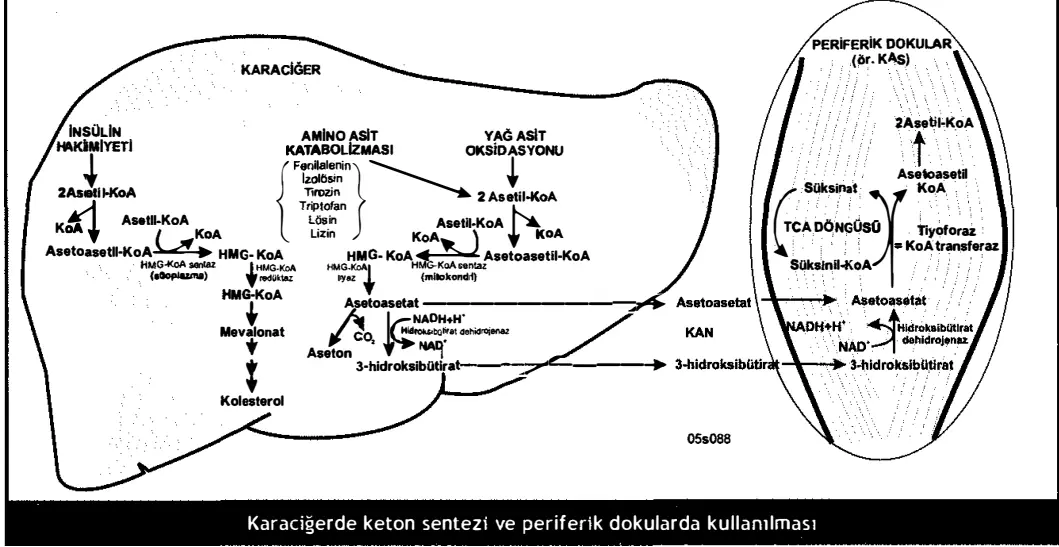 KARACİĞER
İNSÜLİN
HAKİMİYETİ
2Asetil-KoA
KoA
Asetil-KoA
KoA
Asetoasetil-KoA
HMG-KoA sentaz
(sitoplazma)
HMG- KoA
HMG-KoA
redüktaz
HMG-KoA
Mevalonat
Kolesterol
AMİNO ASİT
KATABOLİZMASI
Fenilalenin
İzolösin
Tirozin
Triptofan
Lösin
Lizin
YAĞ ASİT
OKSİDASYONU
2 Asetil-KoA
Asetil-KoA
KoA
KoA
HMG- KoA
Asetoasetil-KoA
HMG-KoA
liyaz
HMG-KoA sentaz
(mitokondri)
Asetoasetat
CO₂
NADH+H⁺
Hidroksibütirat dehidrojenaz
NAD⁺
Aseton
3-hidroksibütirat
Asetoasetat
KAN
3-hidroksibütirat
05s088
PERİFERİK DOKULAR
(ör. KAS)
2Asetil-KoA
Asetoasetil
KoA
Süksinat
TCA DÖNGÜSÜ
Süksinil-KoA
Tiyoforaz
= KoA transferaz
Asetoasetat
NADH+H⁺
NAD⁺
Hidroksibütirat
dehidrojenaz
3-hidroksibütirat
Karaciğerde keton sentezi ve periferik dokularda kullanılması